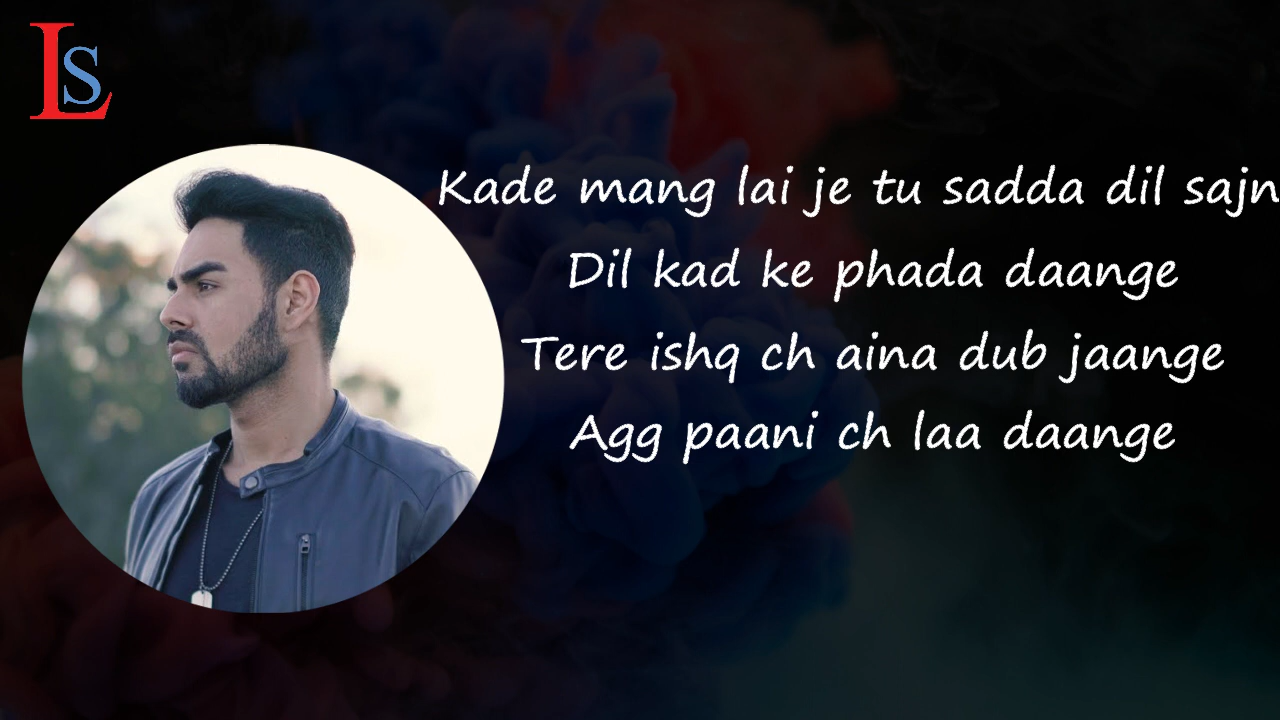 LS
Kade mang lai je tu sadda dil sajn
Dil kad ke phada daange
Tere ishq ch aina dub jaange
Agg paani ch laa daange